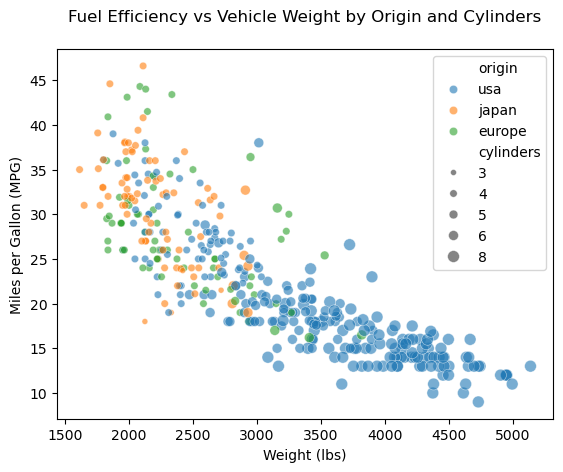 Fuel Efficiency vs Vehicle Weight by Origin and Cylinders
origin
usa
japan
europe
cylinders
3
4
5
6
8
Miles per Gallon (MPG)
45
40
35
30
25
20
15
10
1500 2000 2500 3000 3500 4000 4500 5000
Weight (lbs)